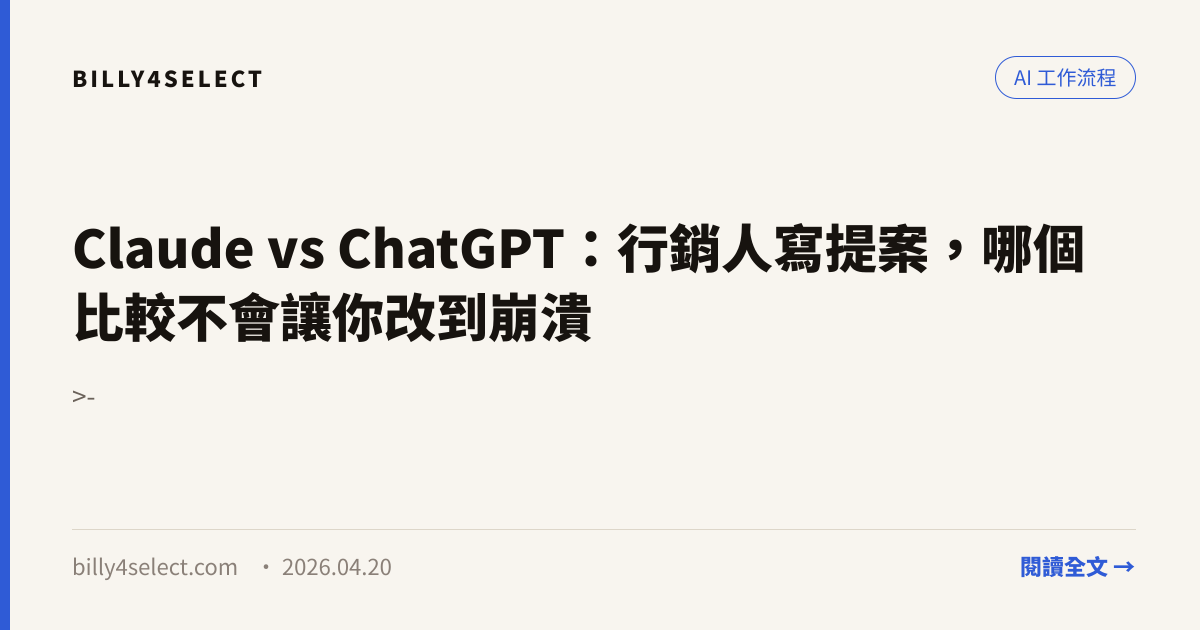 BILLY4SELECT
AI 工作流程
Claude vs ChatGPT：行銷人寫提案，哪個
比較不會讓你改到崩潰
>-
billy4select.com • 2026.04.20
閱讀全文 →